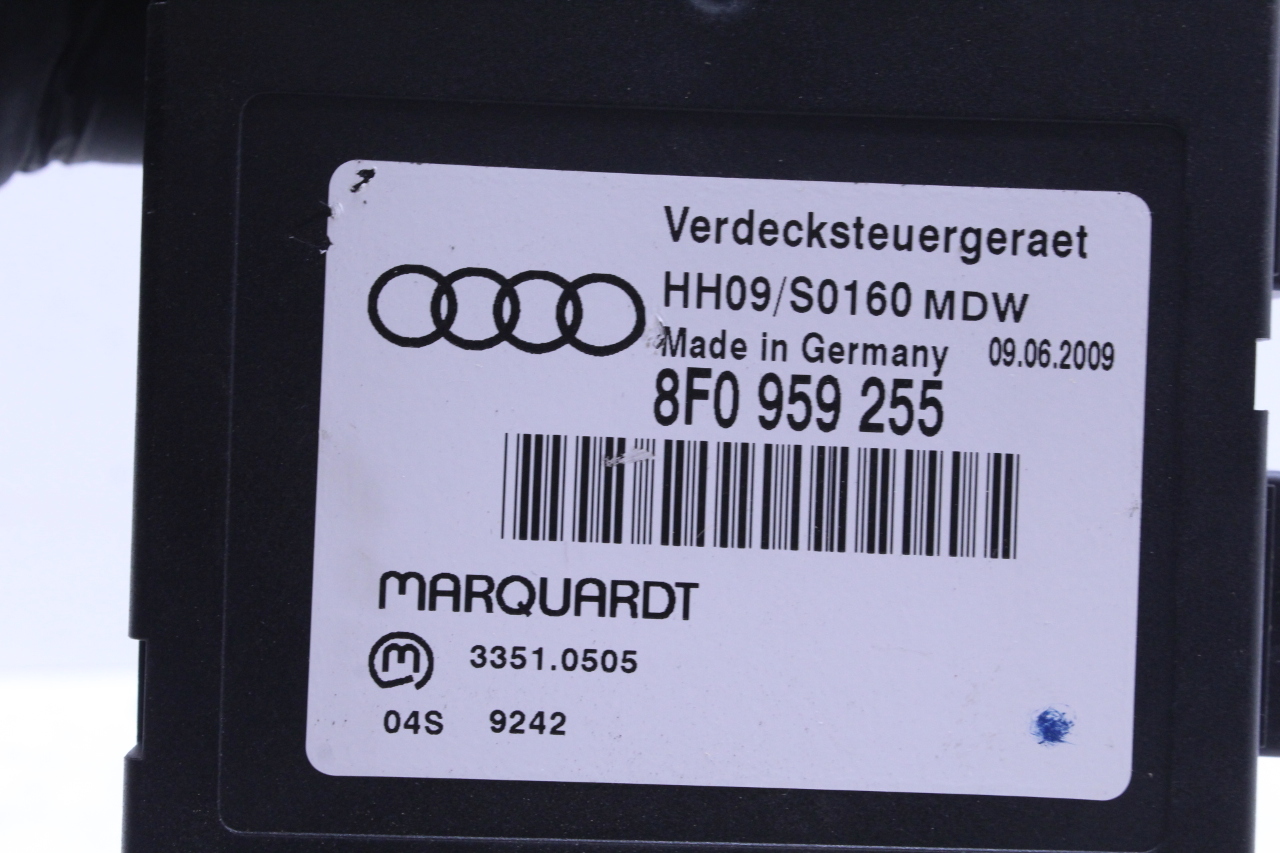 Verdecksteuergeraet
HH09/S0160 MDW
Made in Germany 09.06.2009
8F0 959 255
MARQUARDT
m 3351.0505
04S 9242